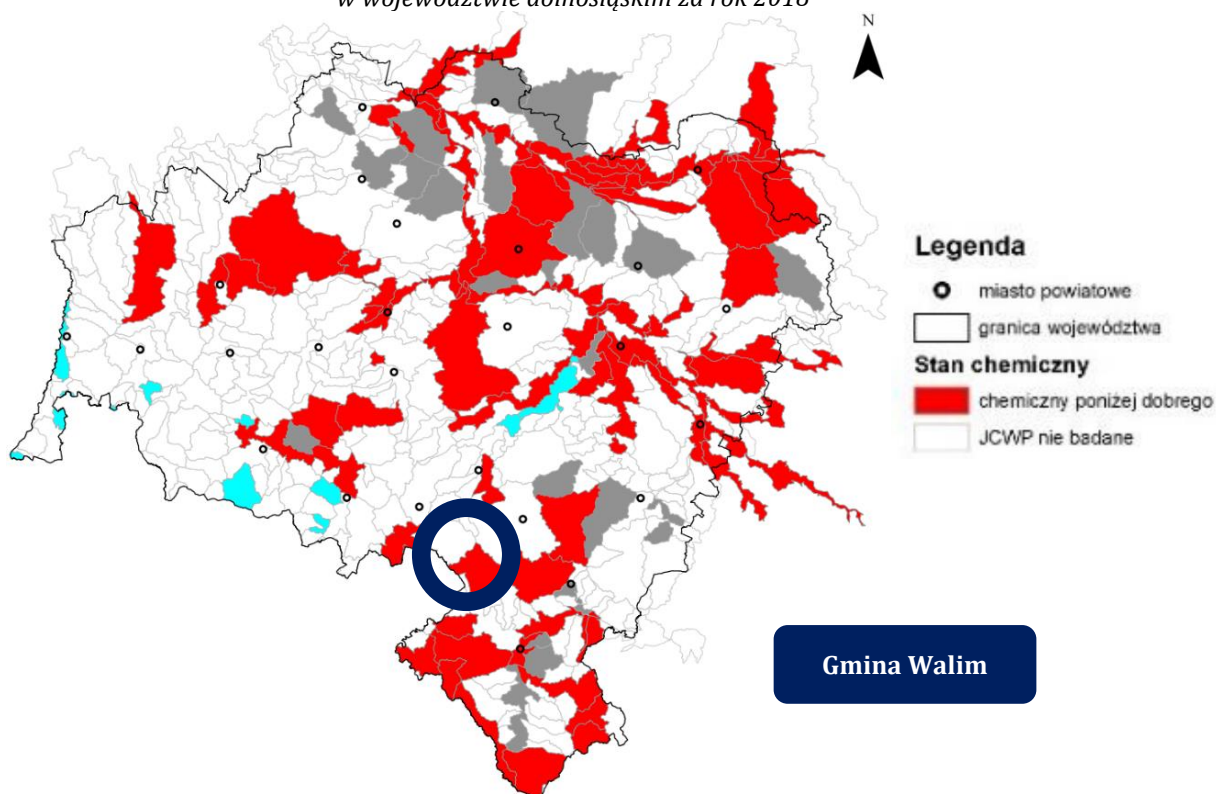 w województwie dolnośląskim za rok 2018
N
Legenda
miasto powiatowe
granica województwa
Stan chemiczny
chemiczny poniżej dobrego
JCWP nie badane
Gmina Walim